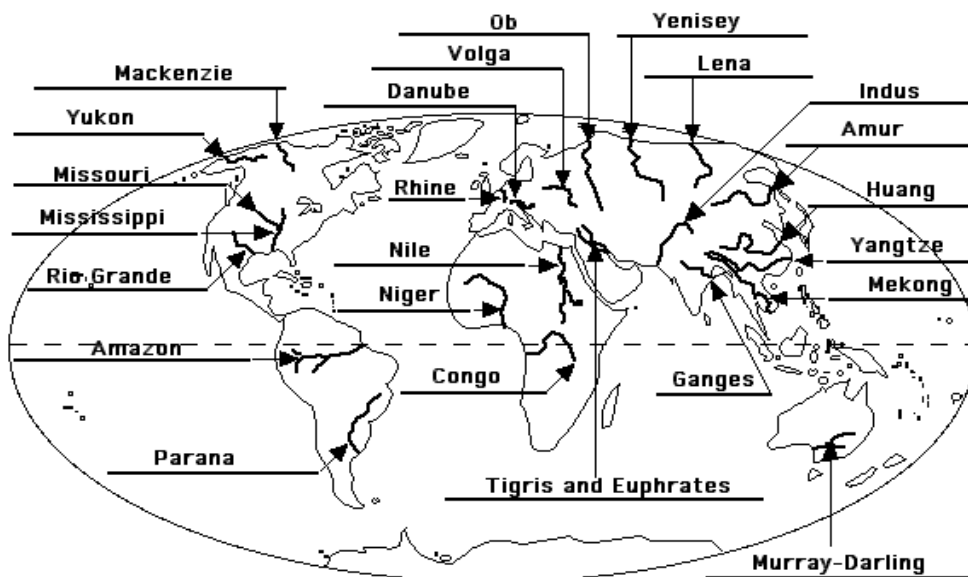 Ob
Yenisey
Volga
Lena
Mackenzie
Danube
Indus
Yukon
Amur
Missouri
Rhine
Huang
Mississippi
Nile
Yangtze
Rio Grande
Niger
Mekong
Amazon
Congo
Ganges
Parana
Tigris and Euphrates
Murray-Darling